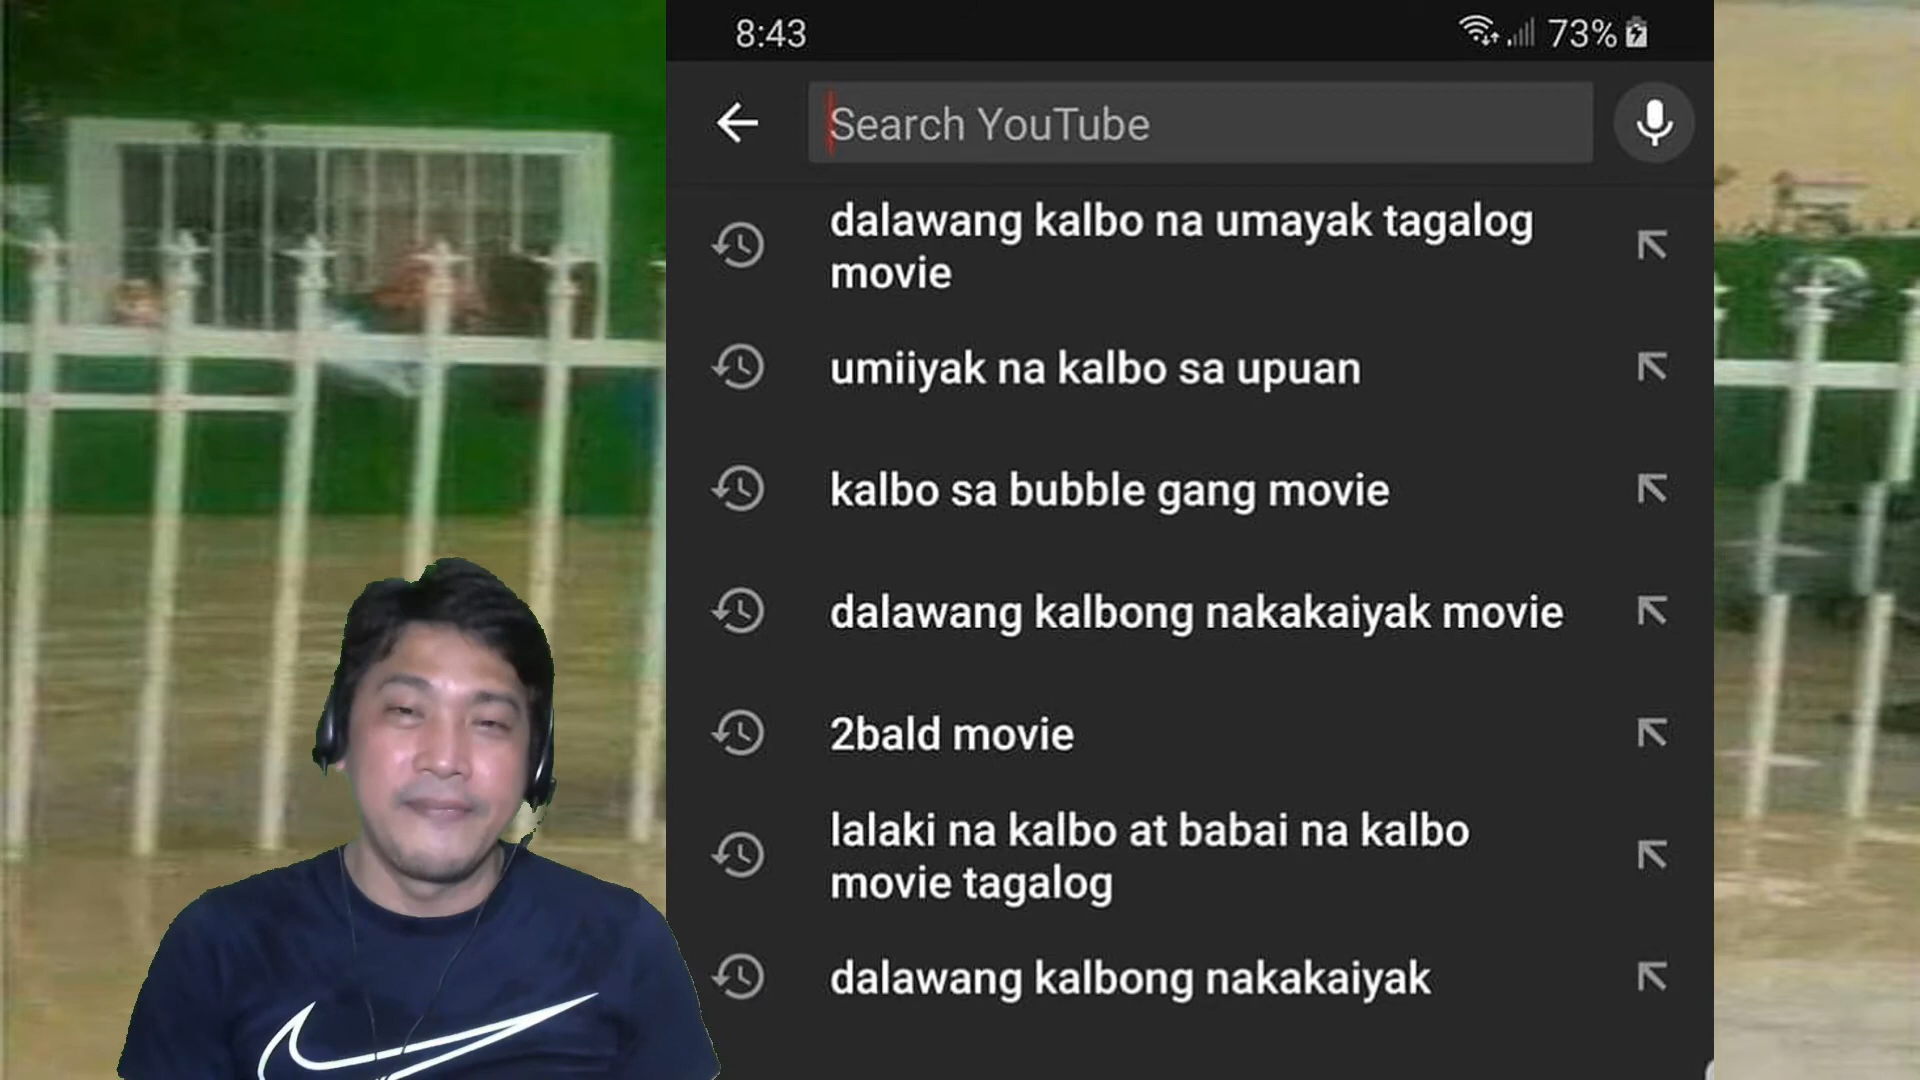 8:43
73%
Search YouTube
dalawang kalbo na umayak tagalog
movie
umiiyak na kalbo sa upuan
kalbo sa bubble gang movie
dalawang kalbong nakakaiyak movie
2bald movie
lalaki na kalbo at babai na kalbo
movie tagalog
dalawang kalbong nakakaiyak